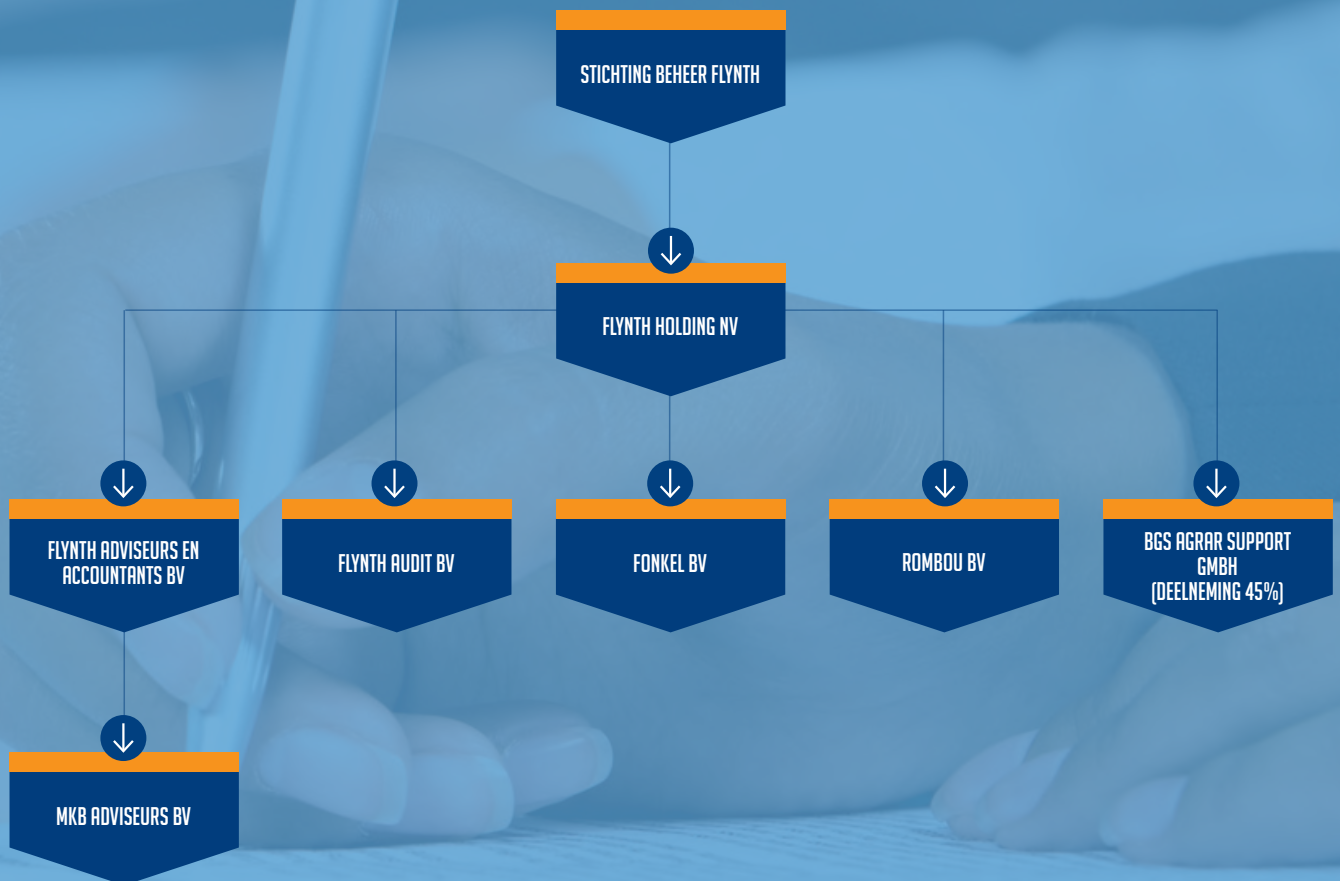 STICHTING BEHEER FLYNTH
FLYNTH HOLDING NV
FLYNTH ADVISEURS EN
ACCOUNTANTS BV
FLYNTH AUDIT BV
FONKEL BV
ROMBOU BV
BGS AGRAR SUPPORT
GMBH
(DEELNEMING 45%)
MKB ADVISEURS BV